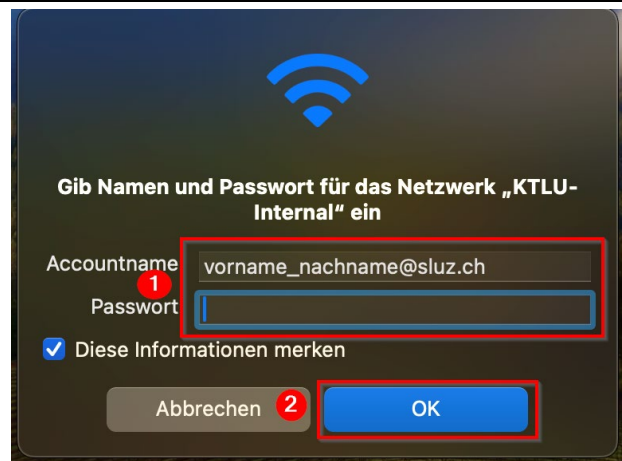 Gib Namen und Passwort für das Netzwerk „KTLU-
Internal“ ein
Accountname vorname_nachname@sluz.ch
1
Passwort
Diese Informationen merken
Abbrechen 2 OK